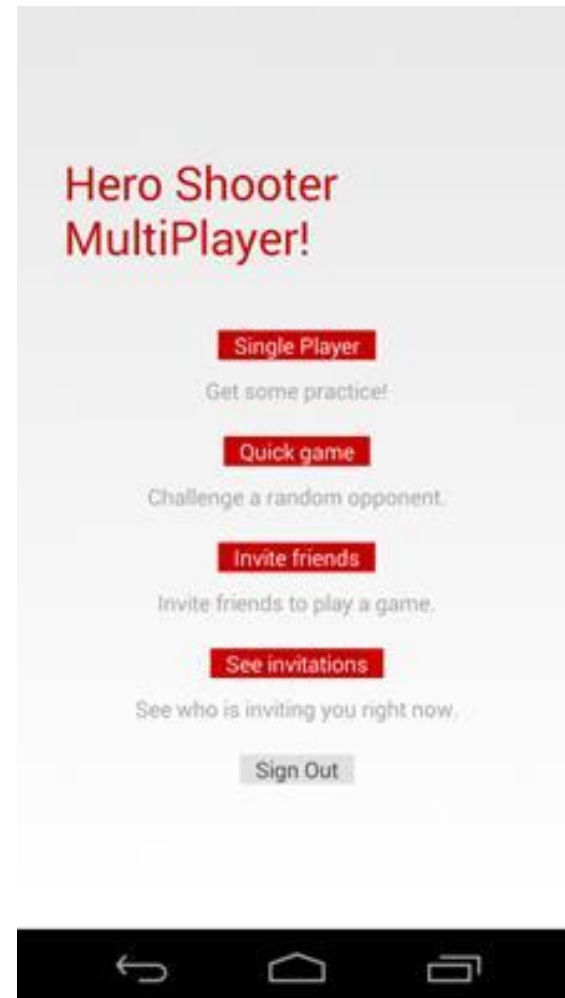 Hero Shooter
MultiPlayer!
Single Player
Get some practice!
Quick game
Challenge a random opponent.
Invite friends
Invite friends to play a game.
See invitations
See who is inviting you right now.
Sign Out